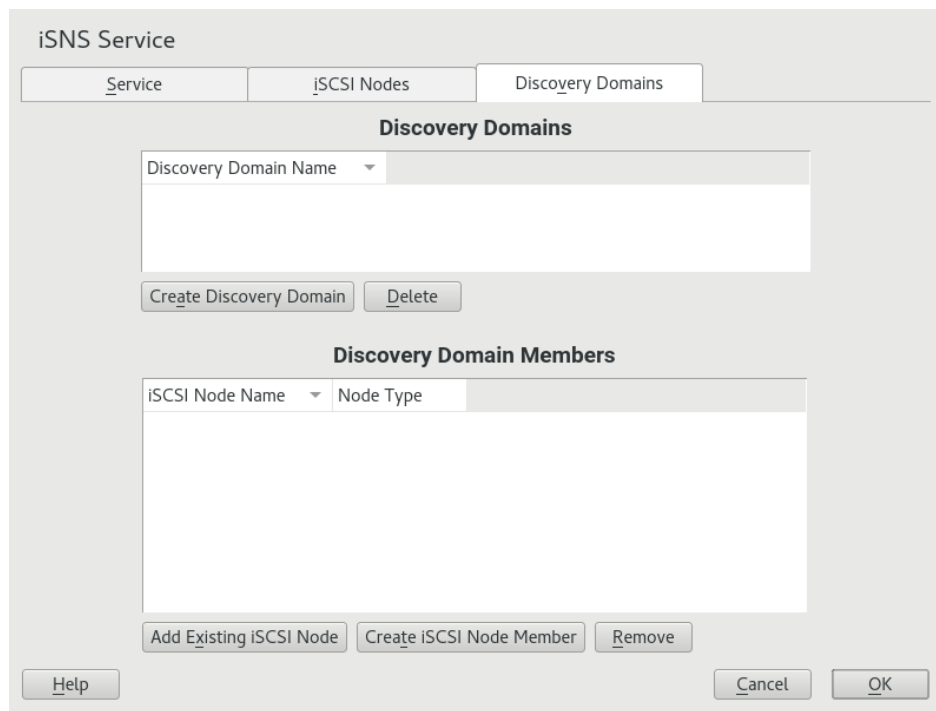 iSNS Service
Service iSCSI Nodes Discovery Domains
Discovery Domains
Discovery Domain Name
Create Discovery Domain Delete
Discovery Domain Members
iSCSI Node Name Node Type
Add Existing iSCSI Node Create iSCSI Node Member Remove
Help Cancel OK